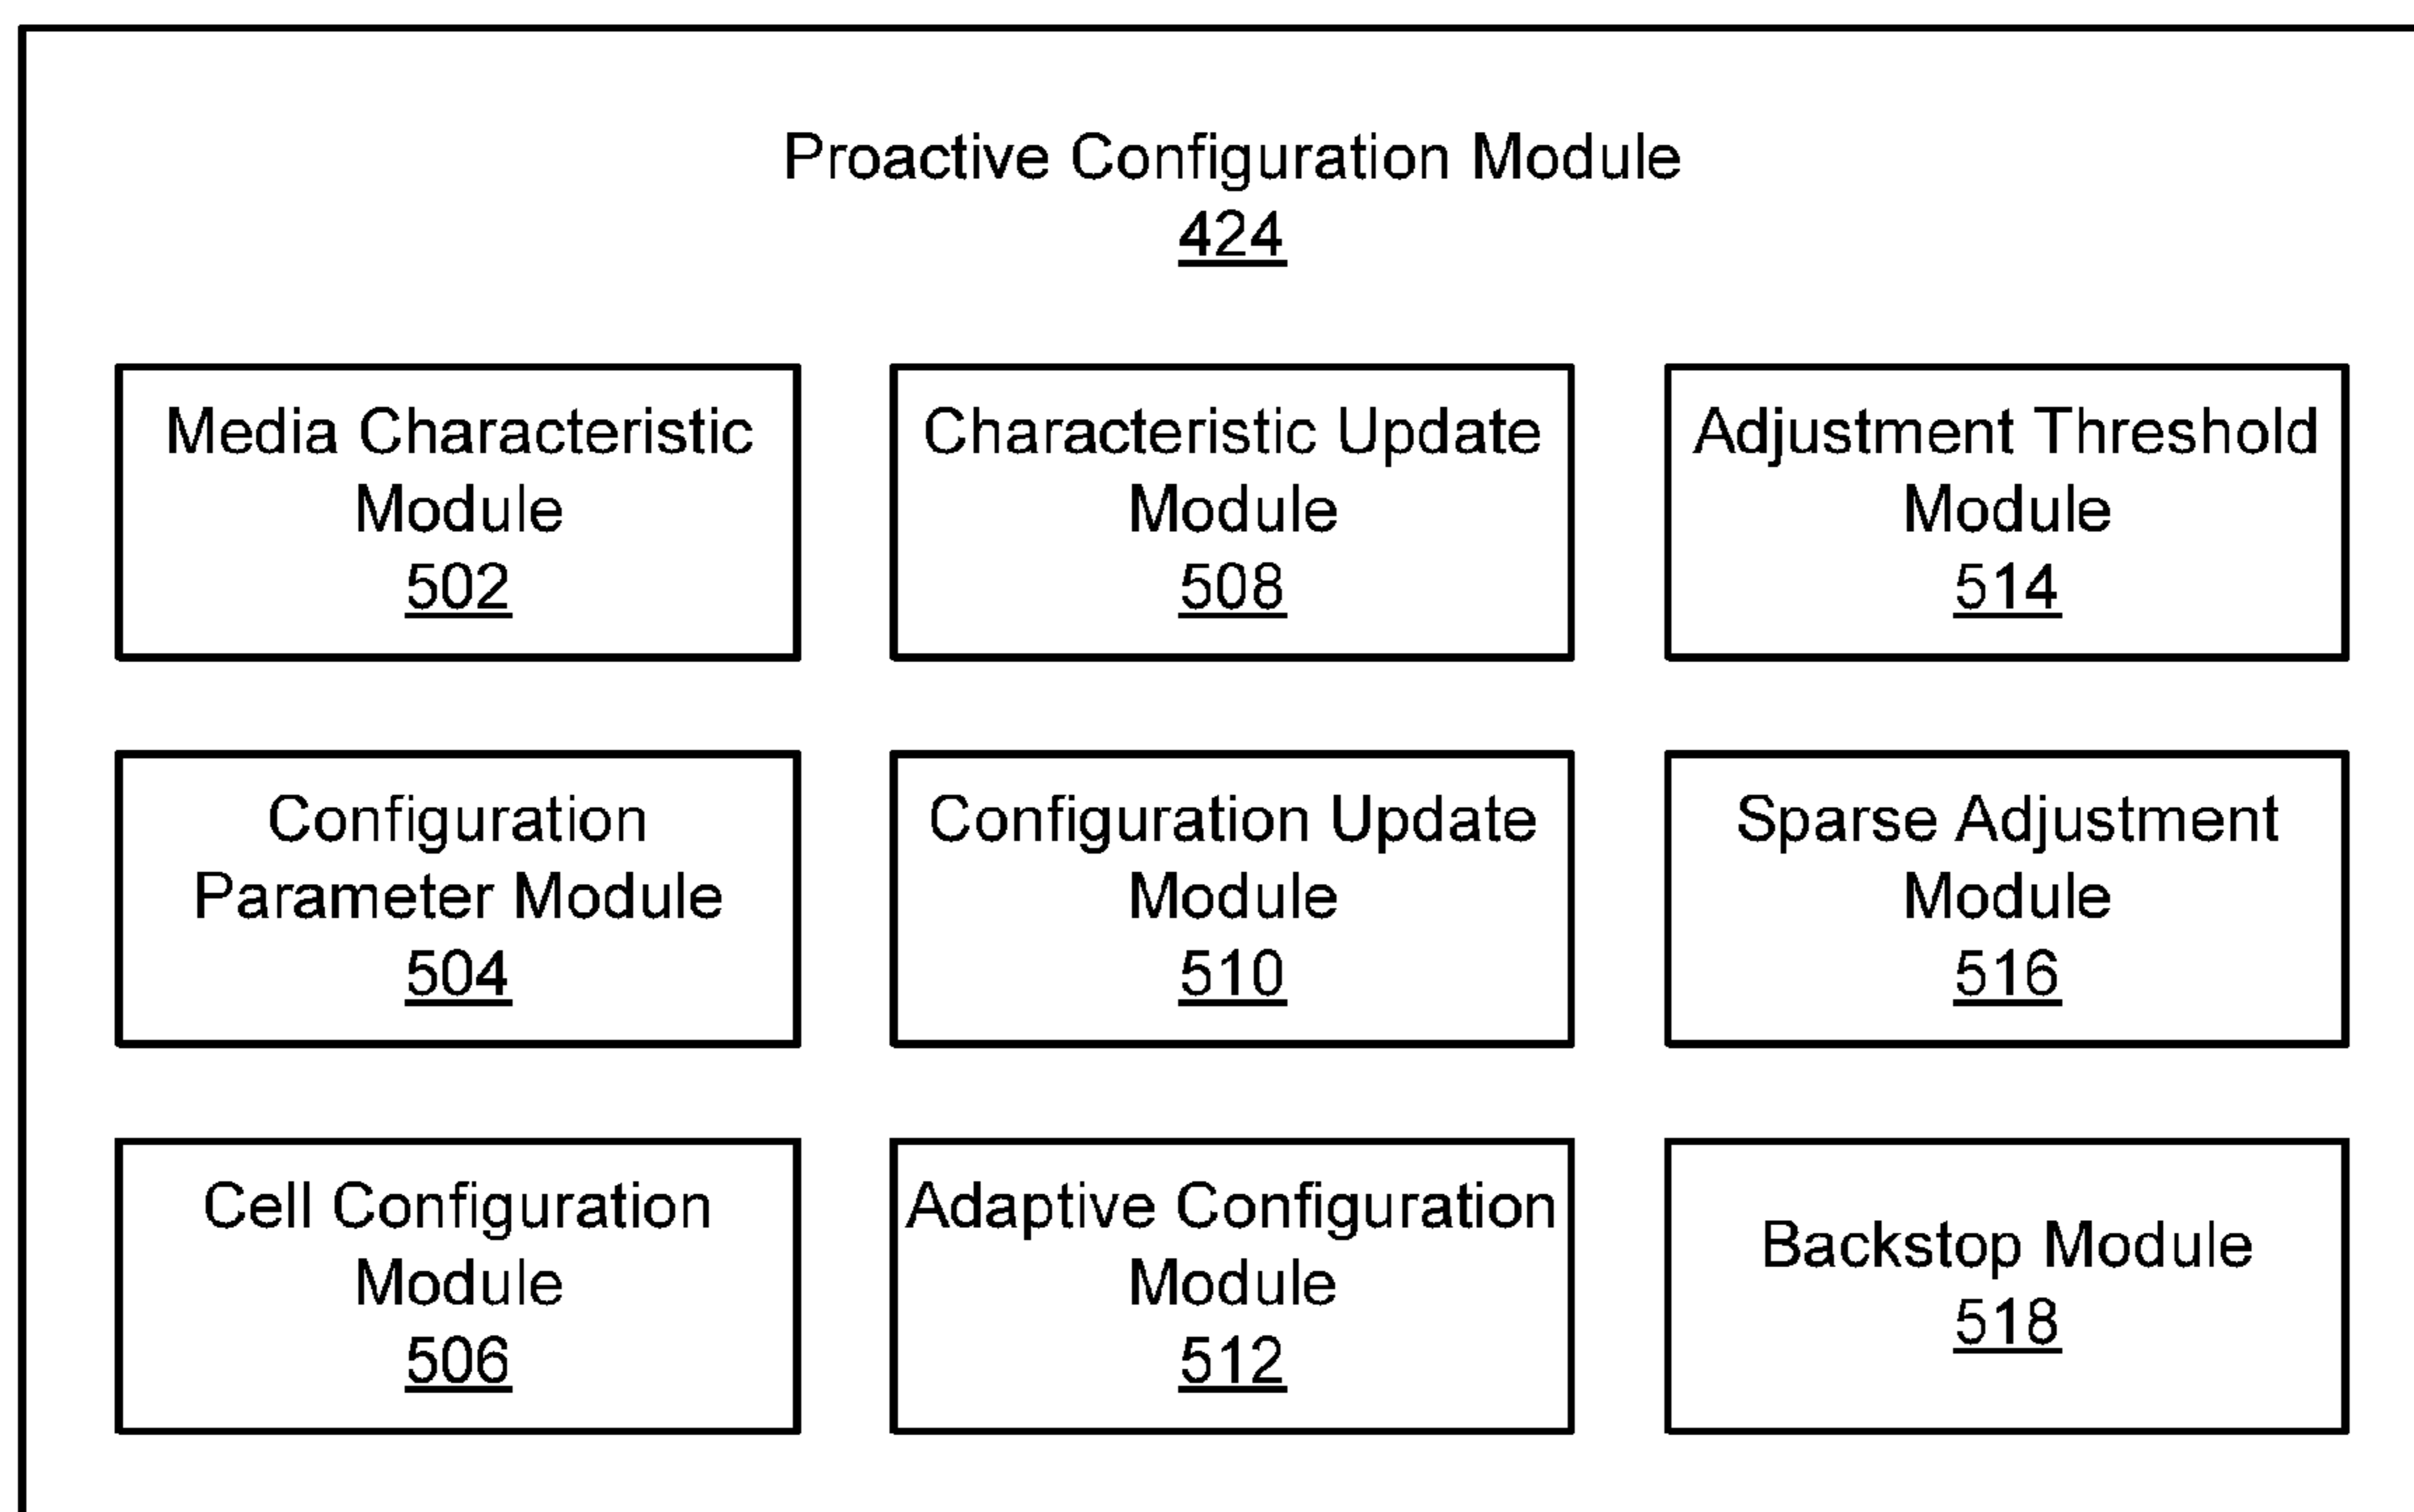 Proactive Configuration Module
424
Media Characteristic
Module
502
Characteristic Update
Module
508
Adjustment Threshold
Module
514
Configuration
Parameter Module
504
Configuration Update
Module
510
Sparse Adjustment
Module
516
Cell Configuration
Module
506
Adaptive Configuration
Module
512
Backstop Module
518